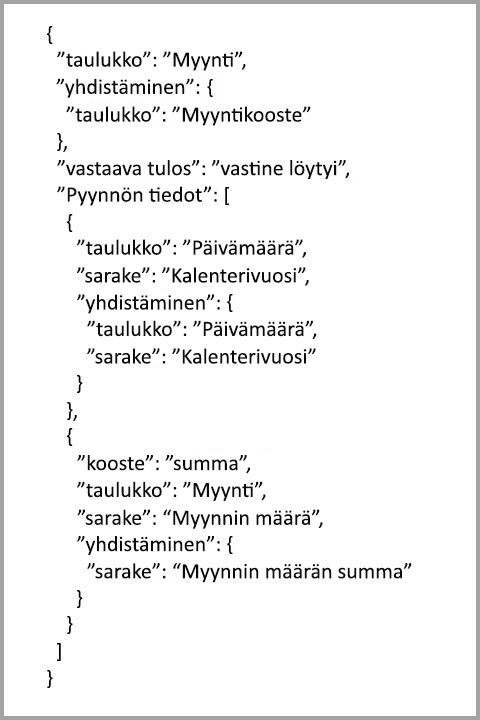 {
”taulukko”: ”Myynti”,
”yhdistäminen”: {
”taulukko”: ”Myyntikooste”
},
”vastaava tulos”: ”vastine löytyi”,
”Pyynnön tiedot”: [
{
”taulukko”: ”Päivämäärä”,
”sarake”: ”Kalenterivuosi”,
”yhdistäminen”: {
”taulukko”: ”Päivämäärä”,
”sarake”: ”Kalenterivuosi”
}
},
{
”kooste”: ”summa”,
”taulukko”: ”Myynti”,
”sarake”: “Myynnin määrä”,
”yhdistäminen”: {
”sarake”: “Myynnin määrän summa”
}
}
]
}